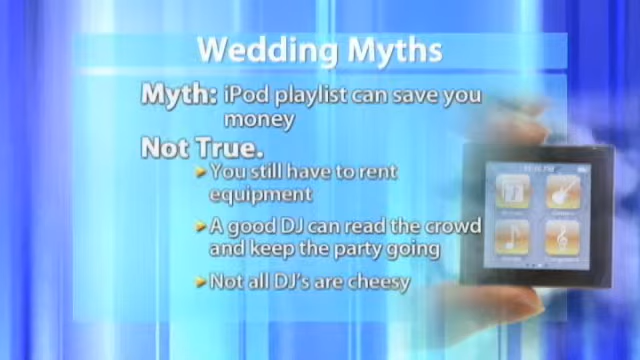 Wedding Myths
Myth: iPod playlist can save you
money
Not True.
You still have to rent
equipment
A good DJ can read the crowd
and keep the party going
Not all DJ's are cheesy